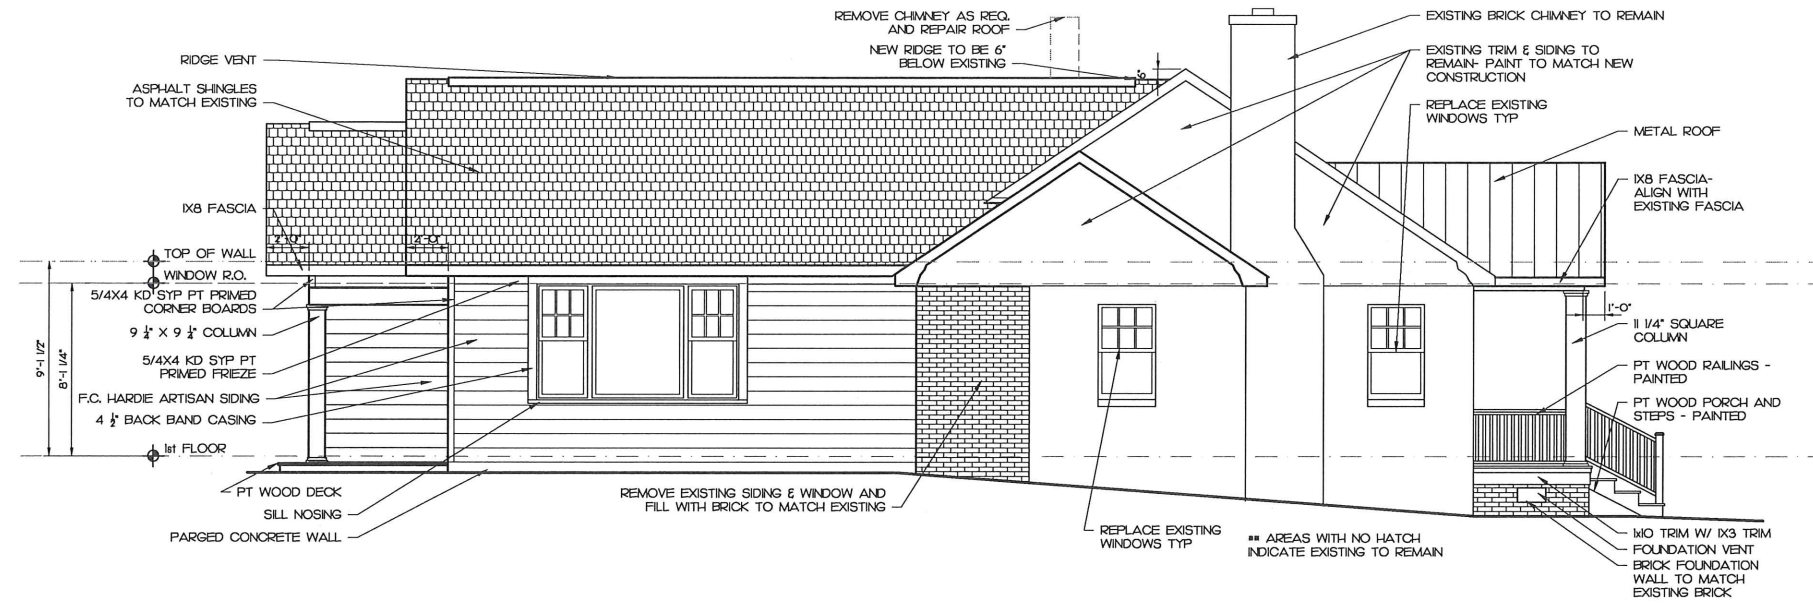 REMOVE CHIMNEY AS REQ.
AND REPAIR ROOF
NEW RIDGE TO BE 6"
BELOW EXISTING
6"
RIDGE VENT
ASPHALT SHINGLES
TO MATCH EXISTING
1X8 FASCIA
2'-0"
2'-0"
TOP OF WALL
WINDOW R.O.
5/4X4 KD SYP PT PRIMED
CORNER BOARDS
9 1/4" X 9 1/4" COLUMN
5/4X4 KD SYP PT
PRIMED FRIEZE
F.C. HARDIE ARTISAN SIDING
4 1/2" BACK BAND CASING
9'-1 1/2"
8'-1 1/4"
1st FLOOR
PT WOOD DECK
SILL NOSING
PARGED CONCRETE WALL
REMOVE EXISTING SIDING & WINDOW AND
FILL WITH BRICK TO MATCH EXISTING
REPLACE EXISTING
WINDOWS TYP
** AREAS WITH NO HATCH
INDICATE EXISTING TO REMAIN
EXISTING BRICK CHIMNEY TO REMAIN
EXISTING TRIM & SIDING TO
REMAIN- PAINT TO MATCH NEW
CONSTRUCTION
REPLACE EXISTING
WINDOWS TYP
METAL ROOF
1X8 FASCIA-
ALIGN WITH
EXISTING FASCIA
1'-0"
11 1/4" SQUARE
COLUMN
PT WOOD RAILINGS -
PAINTED
PT WOOD PORCH AND
STEPS - PAINTED
1x10 TRIM W/ 1X3 TRIM
FOUNDATION VENT
BRICK FOUNDATION
WALL TO MATCH
EXISTING BRICK